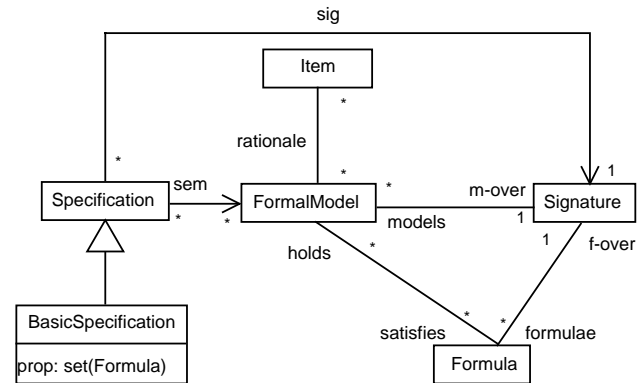 sig
Item
*
rationale
*
*
*
1
Specification
sem
*
*
FormalModel
models
m-over
1
Signature
holds
*
1
f-over
BasicSpecification
prop: set(Formula)
satisfies
*
*
formulae
Formula